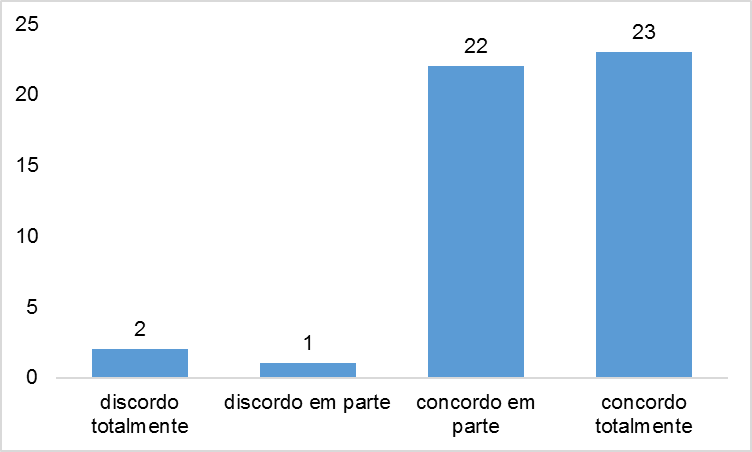 25
20
15
10
5
0
2
1
22
23
discordo
totalmente
discordo em parte
concordo em
parte
concordo
totalmente